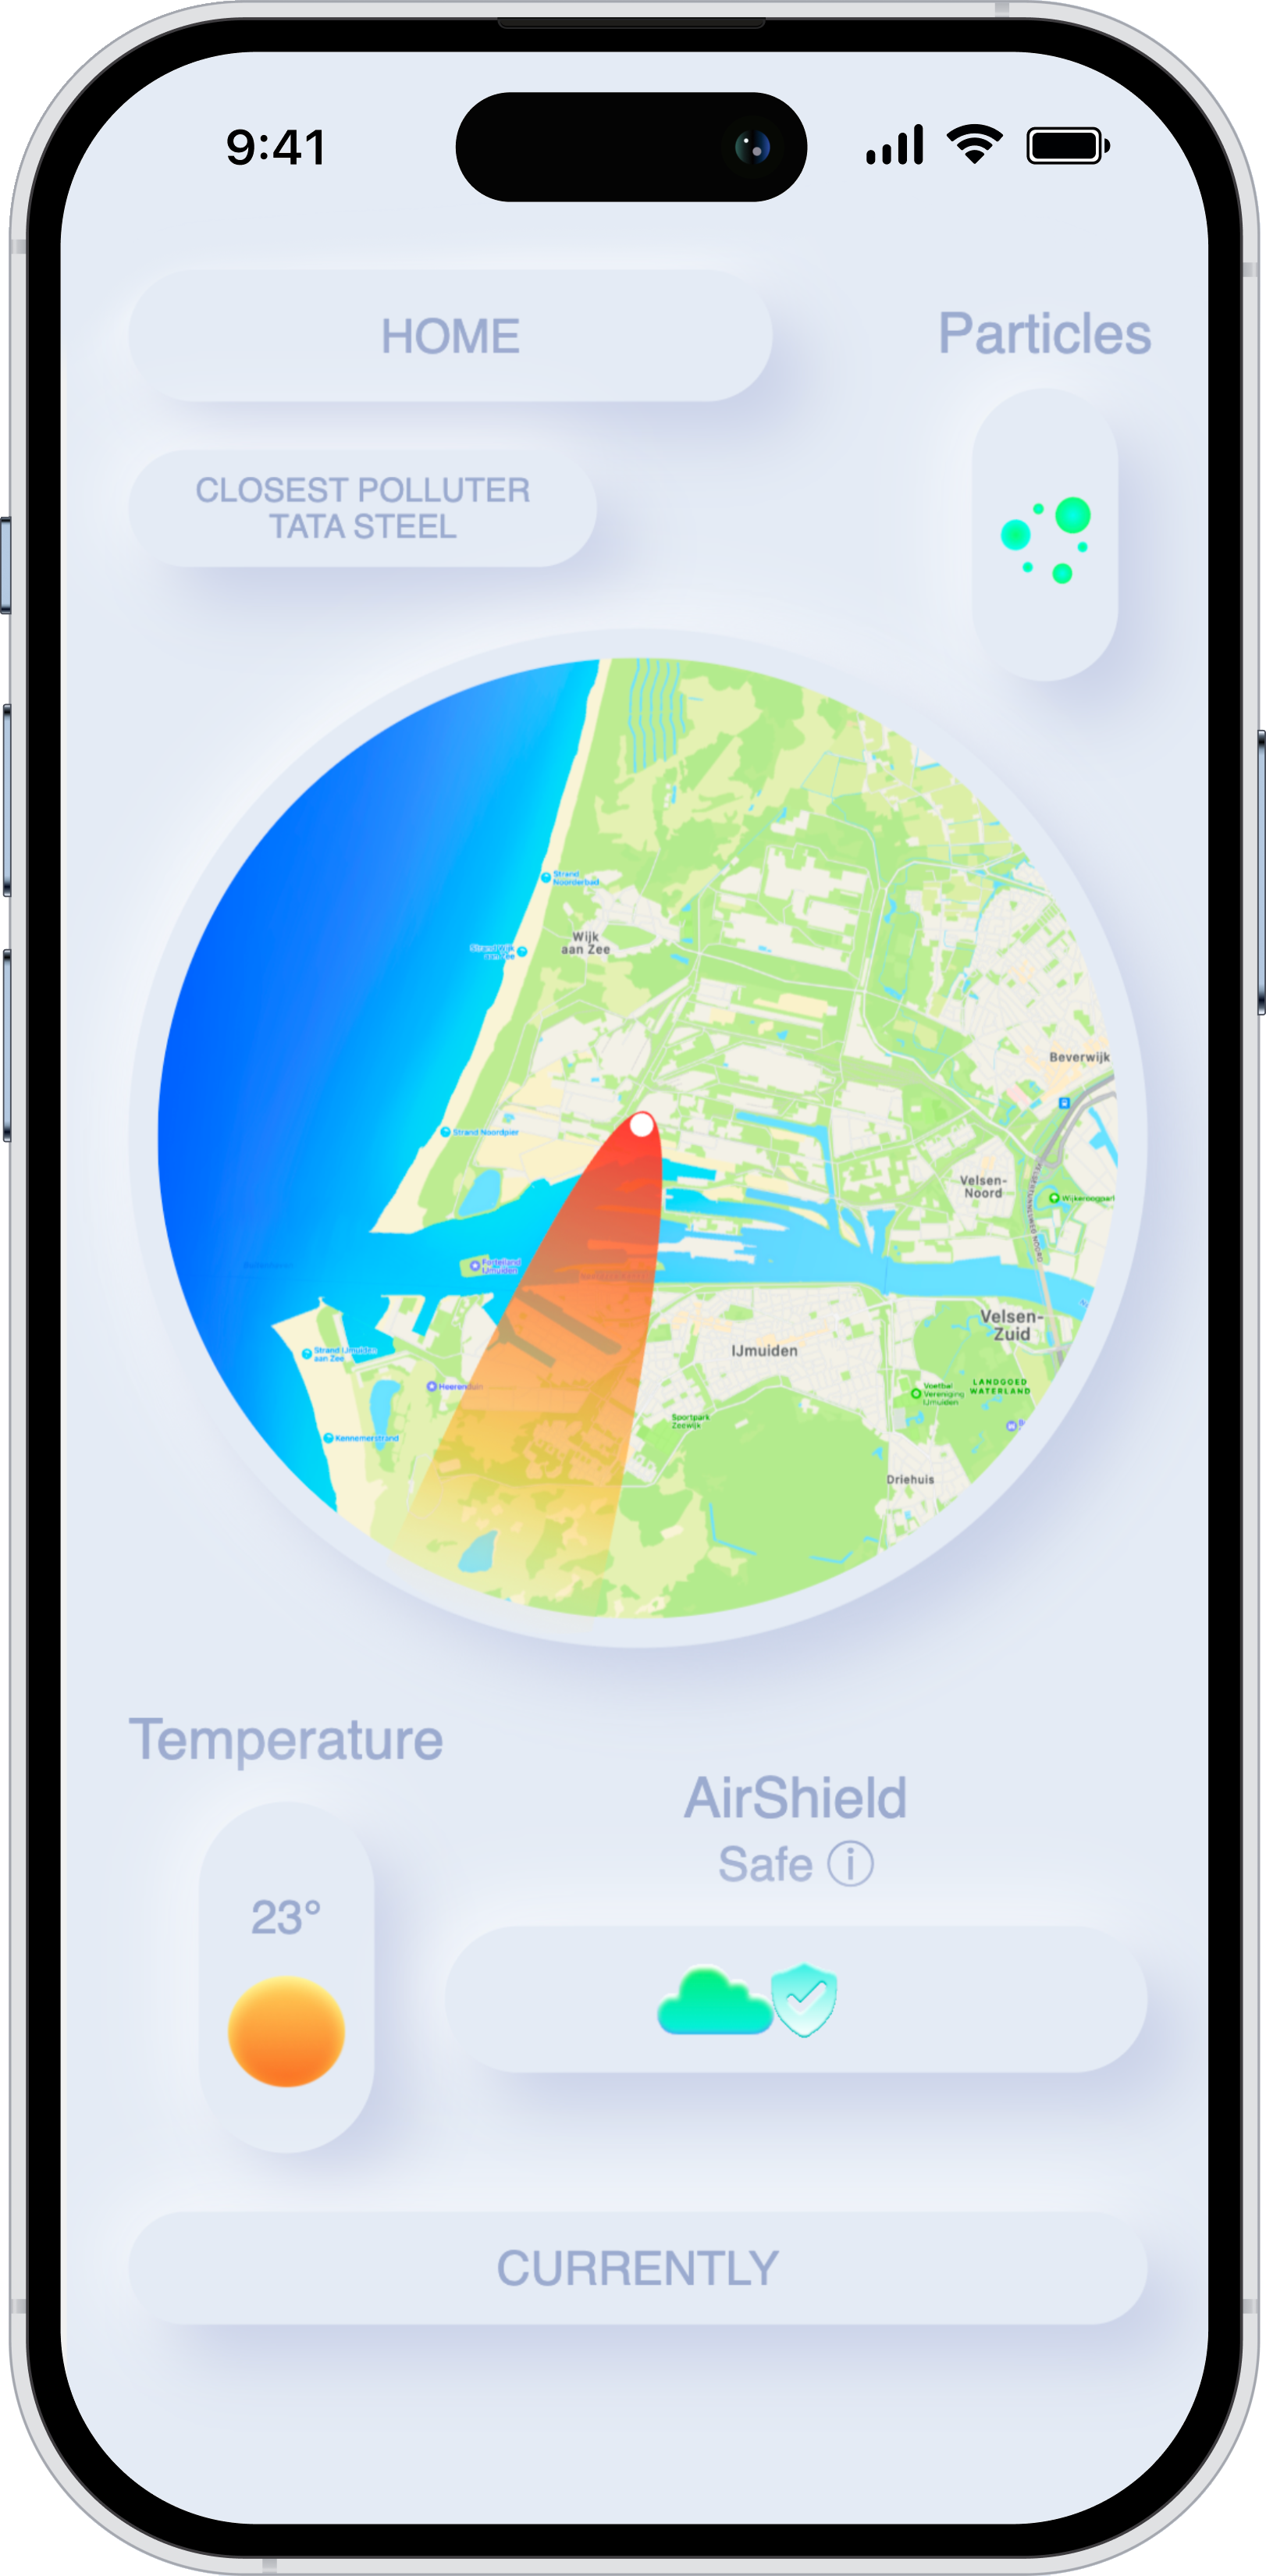 9:41
HOME
Particles
CLOSEST POLLUTER
TATA STEEL
Strand
Noorderbad
Wijk
aan Zee
Strand Wijk
aan Zee
Beverwijk
Strand Noordpier
Velsen-
Noord
Wijkeroogpark
Forteiland
IJmuiden
Velsen-
Zuid
Strand IJmuiden
aan Zee
IJmuiden
Heerenduin
Voetbal
Vereniging
IJmuiden
LANDGOED
WATERLAND
Sportpark
Zeewijk
Kennemerstrand
Driehuis
Temperature
AirShield
Safe ⓘ
23°
CURRENTLY